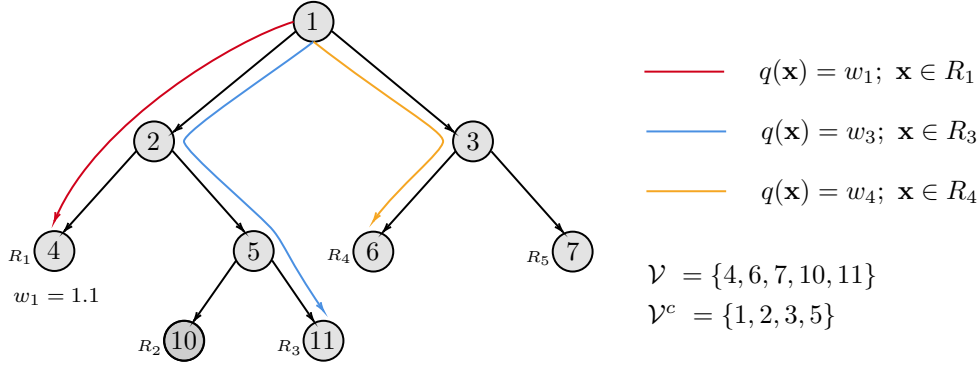 1
q(x) = w₁; x ∈ R₁
2
3
q(x) = w₃; x ∈ R₃
q(x) = w₄; x ∈ R₄
R₁ 4
5
R₄ 6
R₅ 7
w₁ = 1.1
𝒱 = {4, 6, 7, 10, 11}
𝒱ᶜ = {1, 2, 3, 5}
R₂ 10
R₃ 11